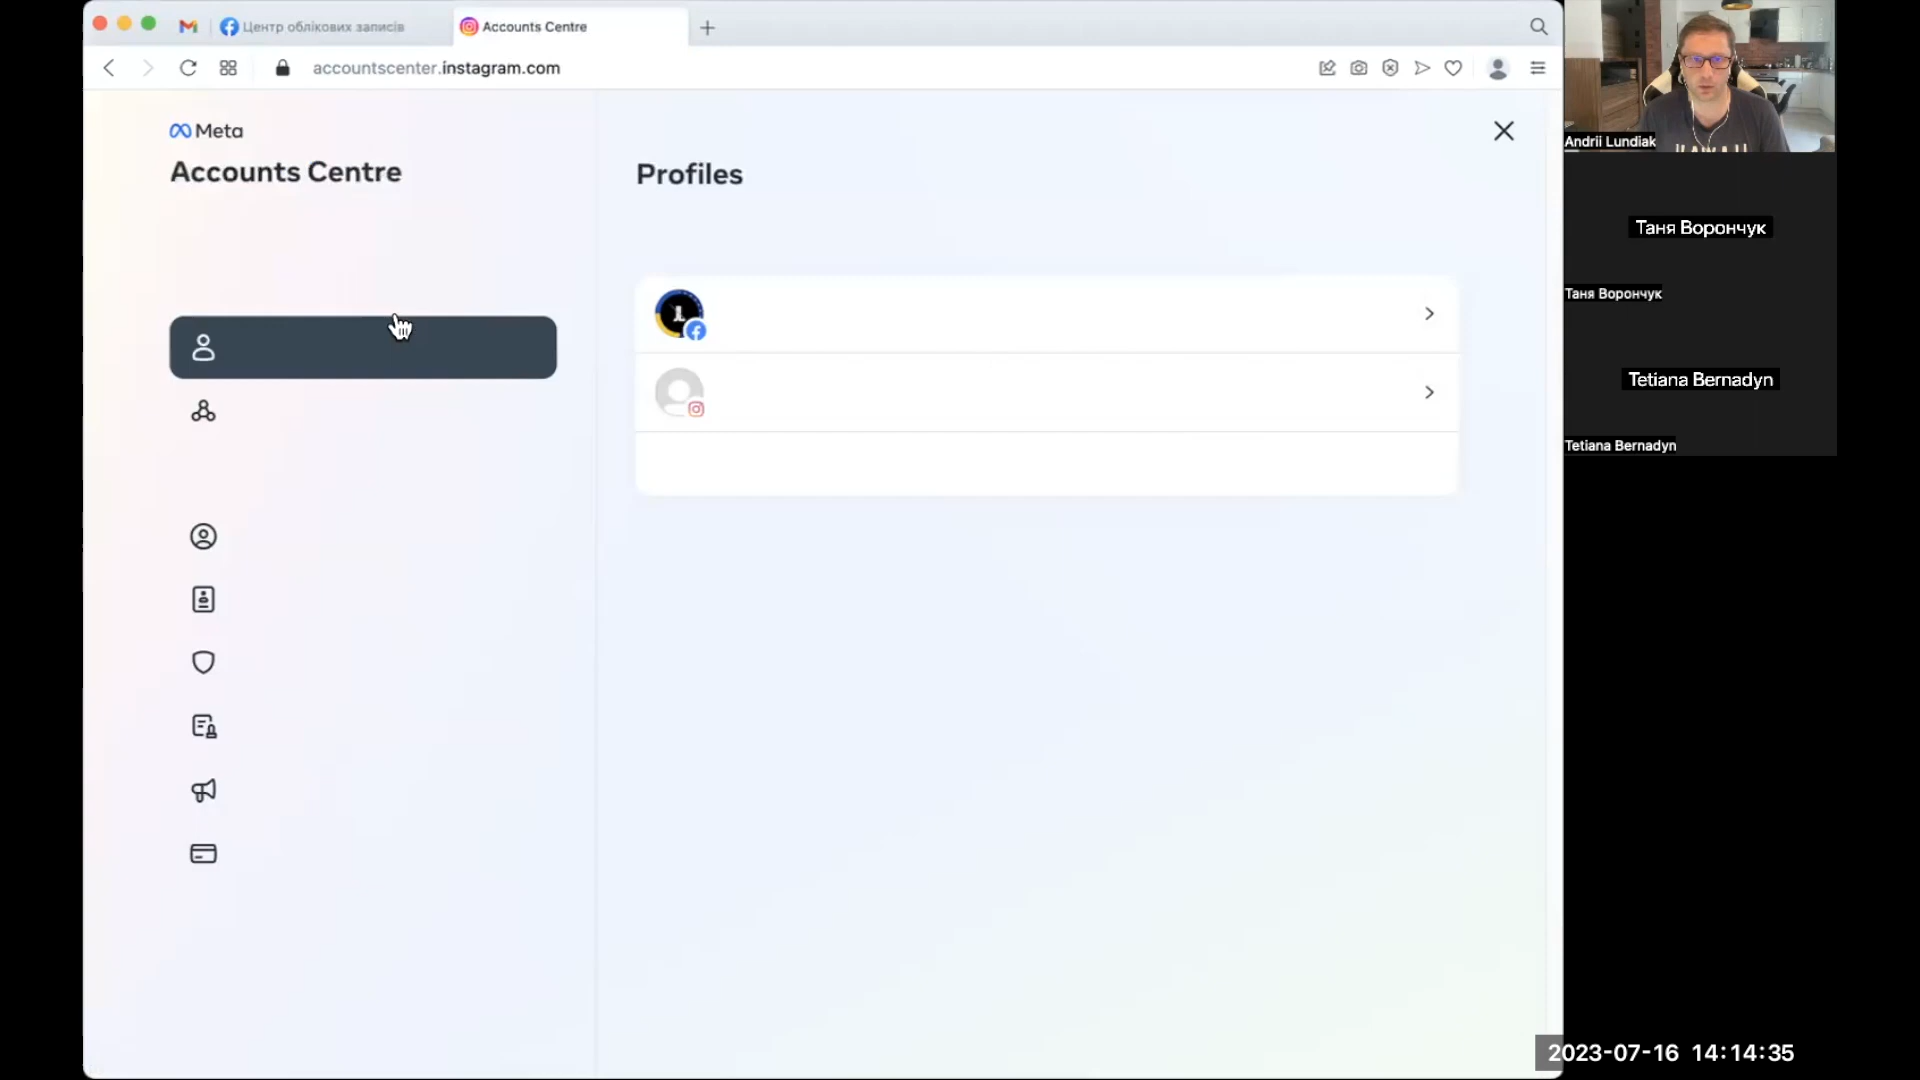 Центр облікових записів
Accounts Centre
accountscenter.instagram.com
Meta
Accounts Centre
Profiles
Andrii Lundiak
Таня Ворончук
Таня Ворончук
Tetiana Bernadyn
Tetiana Bernadyn
2023-07-16 14:14:35